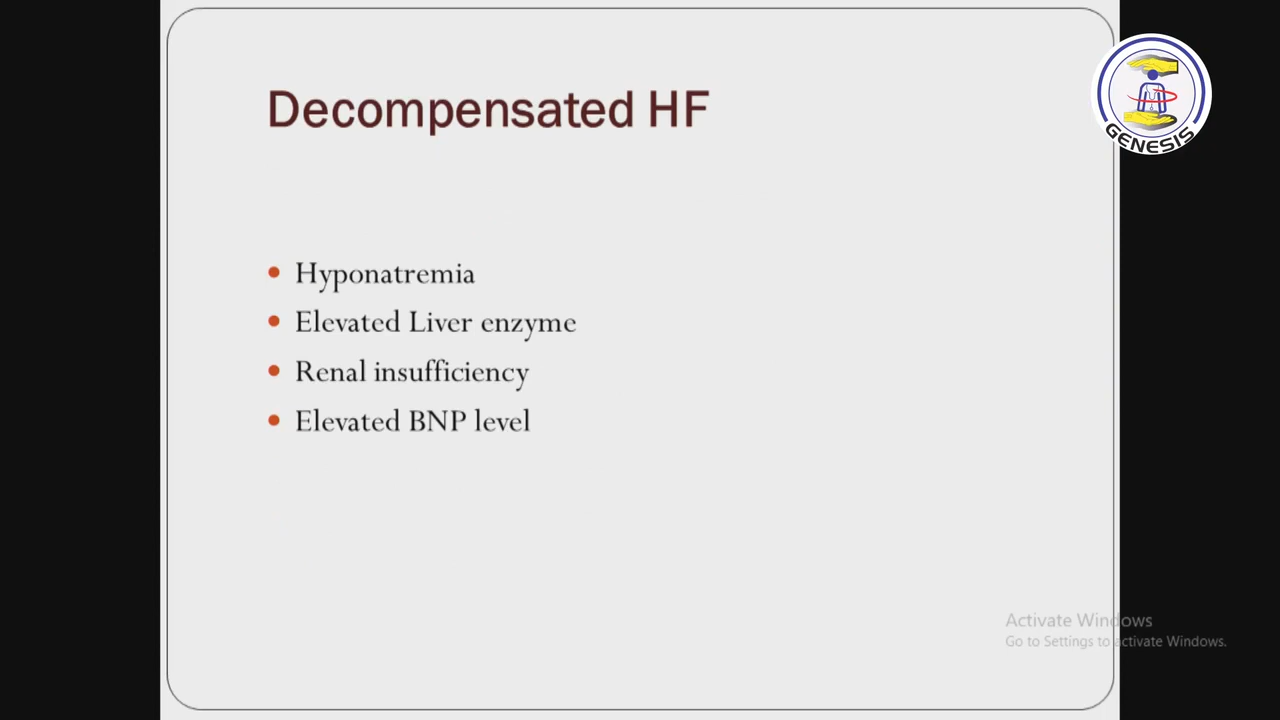 Decompensated HF
GENESIS
• Hyponatremia
• Elevated Liver enzyme
• Renal insufficiency
• Elevated BNP level
Activate Windows
Go to Settings to activate Windows.